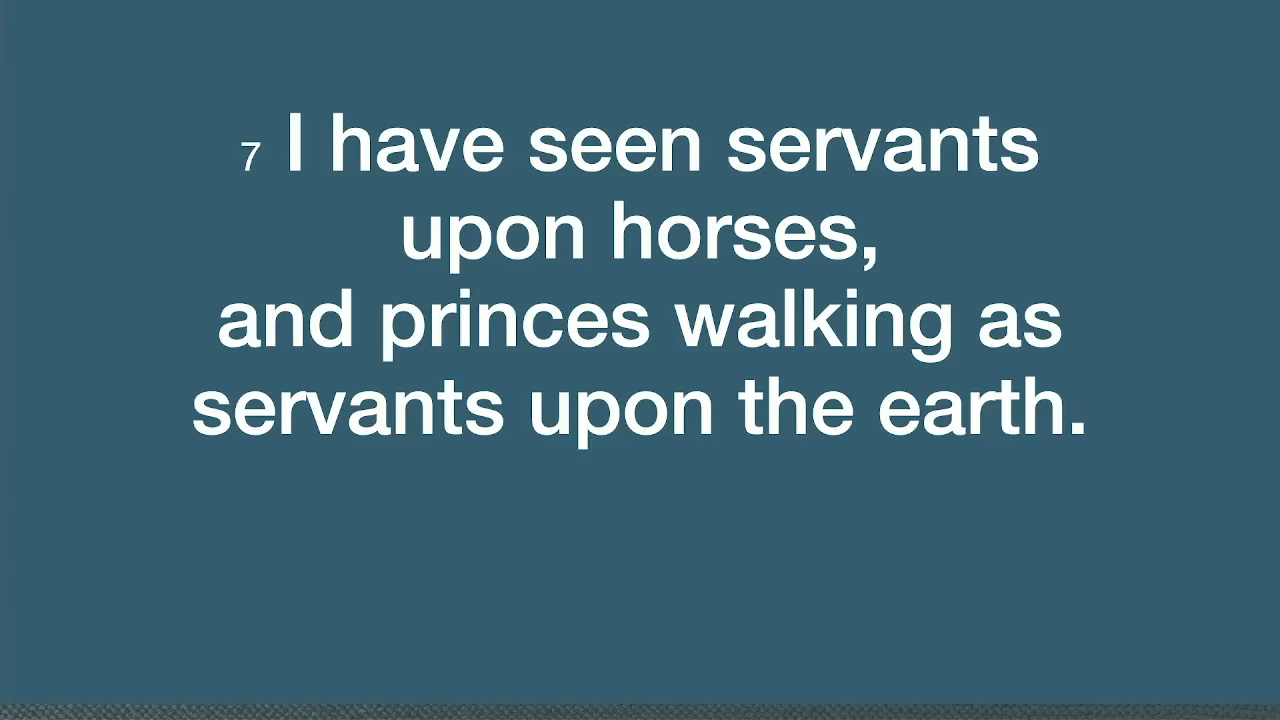 7 I have seen servants
upon horses,
and princes walking as
servants upon the earth.